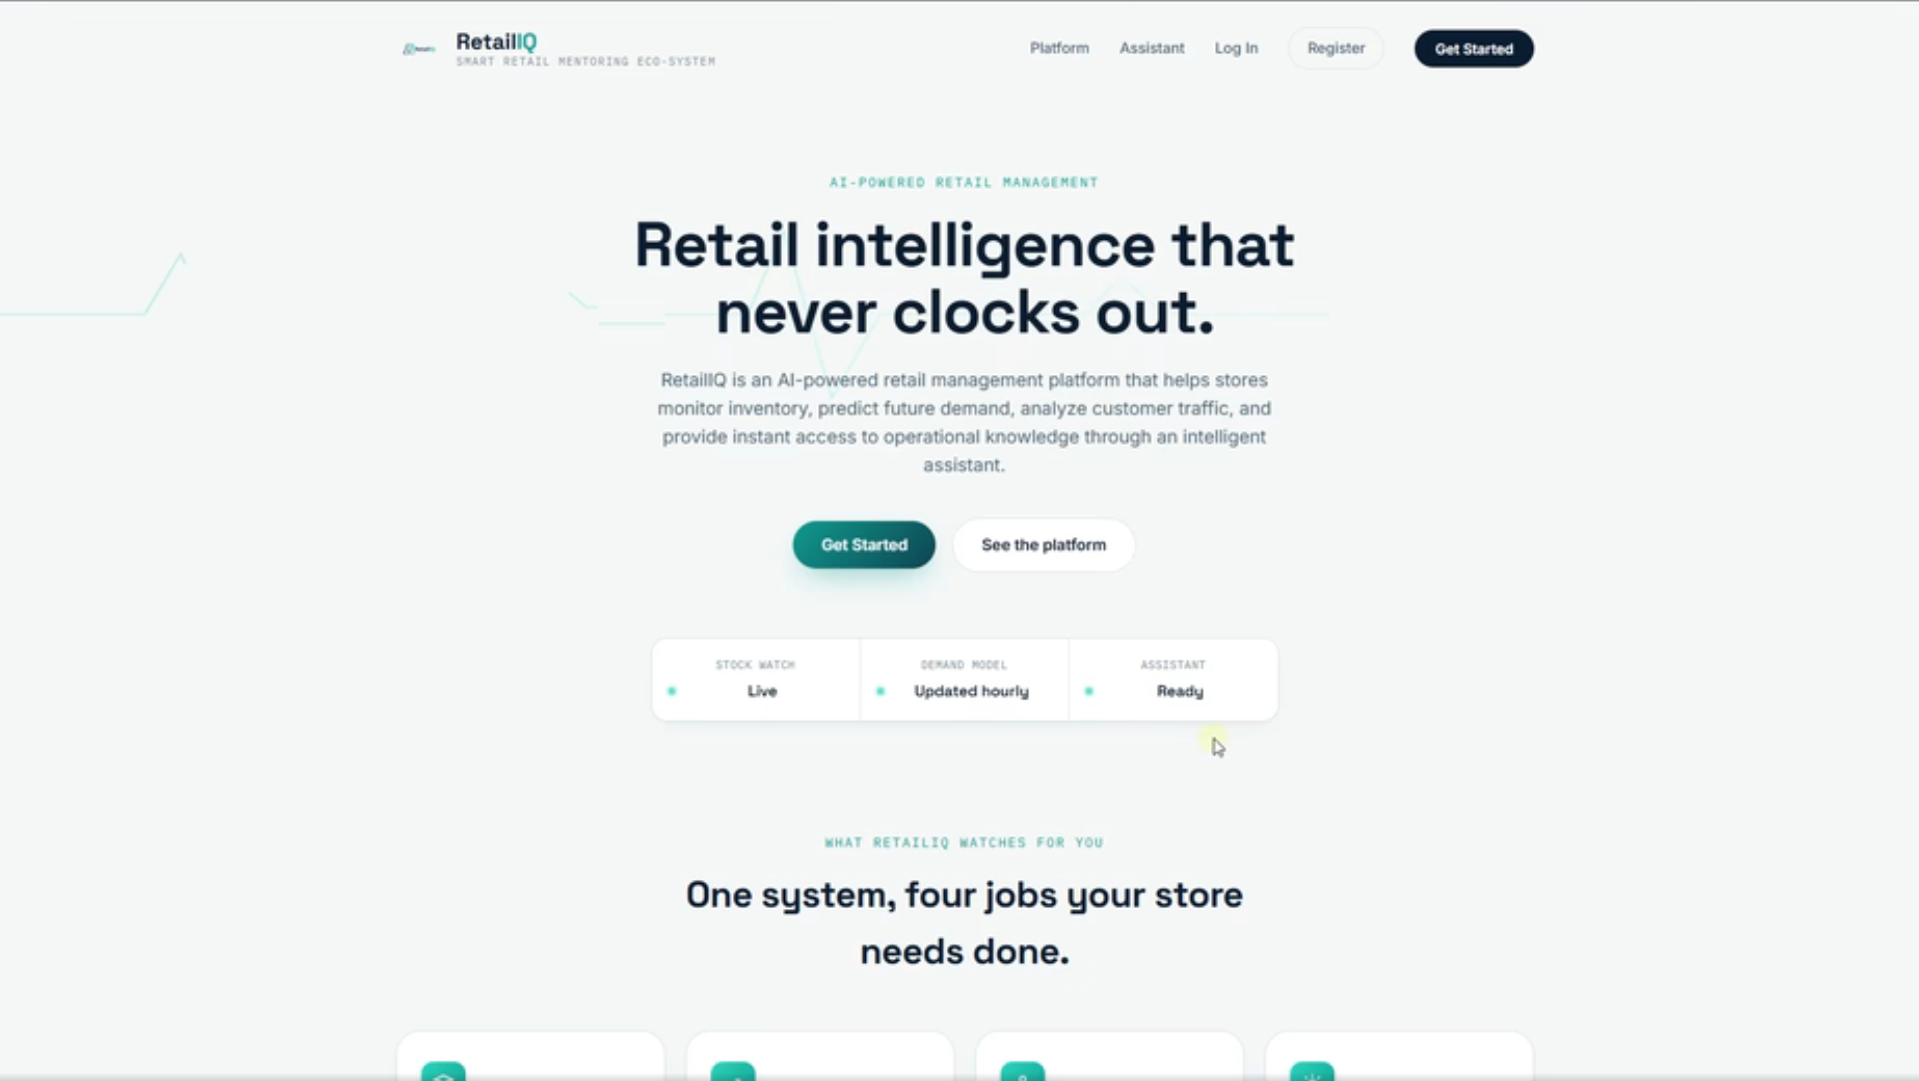 RetailIQ
SMART RETAIL MENTORING ECO-SYSTEM
Platform
Assistant
Log In
Register
Get Started
AI-POWERED RETAIL MANAGEMENT
Retail intelligence that
never clocks out.
RetailIQ is an AI-powered retail management platform that helps stores
monitor inventory, predict future demand, analyze customer traffic, and
provide instant access to operational knowledge through an intelligent
assistant.
Get Started
See the platform
STOCK WATCH
Live
DEMAND MODEL
Updated hourly
ASSISTANT
Ready
WHAT RETAILIQ WATCHES FOR YOU
One system, four jobs your store
needs done.